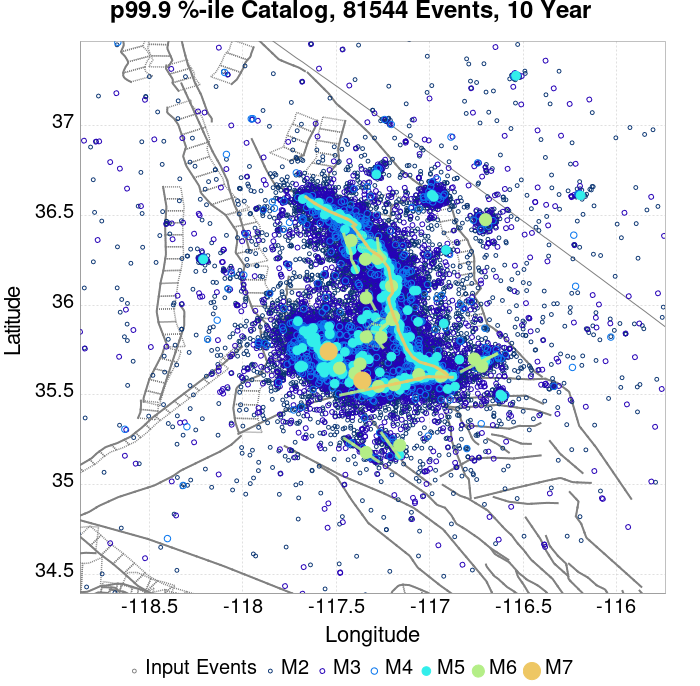 p99.9 %-ile Catalog, 81544 Events, 10 Year
Latitude
37
36.5
36
35.5
35
34.5
-118.5 -118 -117.5 -117 -116.5 -116
Longitude
Input Events M2 M3 M4 M5 M6 M7